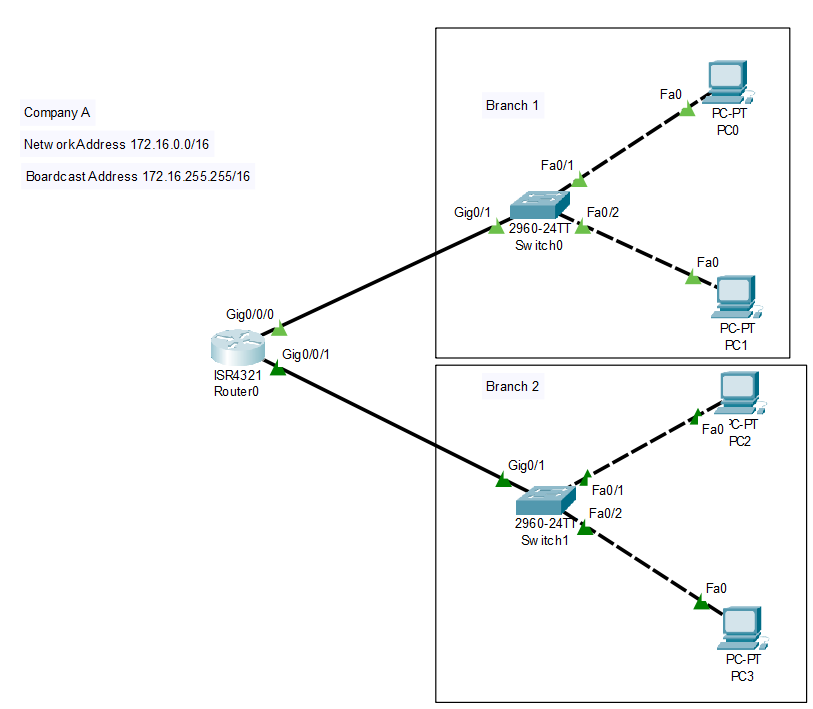 Company A
Network Address 172.16.0.0/16
Boardcast Address 172.16.255.255/16
Branch 1
Fa0
PC-PT
PC0
Fa0/1
Gig0/1
Fa0/2
2960-24TT
Switch0
Fa0
PC-PT
PC1
Gig0/0/0
Gig0/0/1
ISR4321
Router0
Branch 2
Fa0
PC-PT
PC2
Gig0/1
Fa0/1
Fa0/2
2960-24TT
Switch1
Fa0
PC-PT
PC3